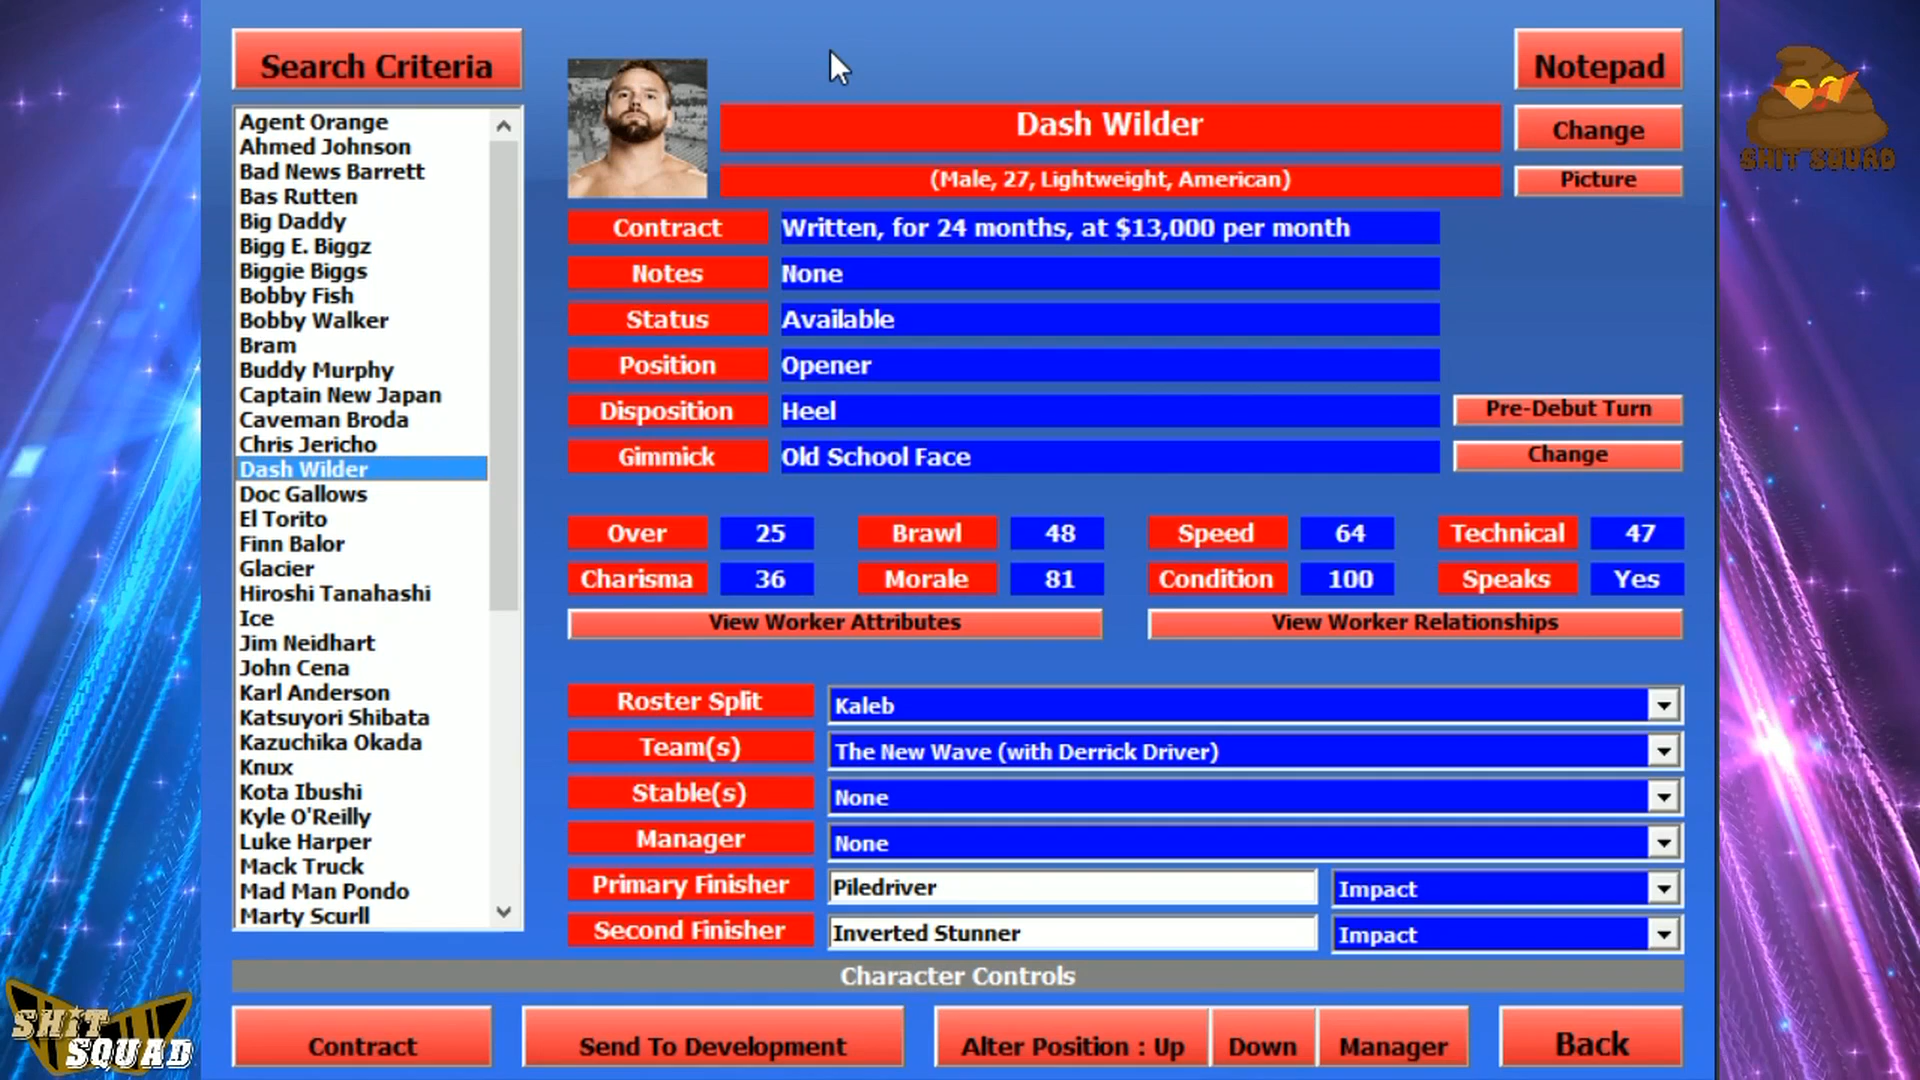 Search Criteria
Notepad
Dash Wilder
Change
(Male, 27, Lightweight, American)
Picture
SHIT SQUAD
Agent Orange
Ahmed Johnson
Bad News Barrett
Bas Rutten
Big Daddy
Bigg E. Biggz
Biggie Biggs
Bobby Fish
Bobby Walker
Bram
Buddy Murphy
Captain New Japan
Caveman Broda
Chris Jericho
Dash Wilder
Doc Gallows
El Torito
Finn Balor
Glacier
Hiroshi Tanahashi
Ice
Jim Neidhart
John Cena
Karl Anderson
Katsuyori Shibata
Kazuchika Okada
Knux
Kota Ibushi
Kyle O'Reilly
Luke Harper
Mack Truck
Mad Man Pondo
Marty Scurll
Contract Written, for 24 months, at $13,000 per month
Notes None
Status Available
Position Opener
Disposition Heel Pre-Debut Turn
Gimmick Old School Face Change
Over 25 Brawl 48 Speed 64 Technical 47
Charisma 36 Morale 81 Condition 100 Speaks Yes
View Worker Attributes View Worker Relationships
Roster Split Kaleb
Team(s) The New Wave (with Derrick Driver)
Stable(s) None
Manager None
Primary Finisher Piledriver Impact
Second Finisher Inverted Stunner Impact
Character Controls
Contract Send To Development Alter Position : Up Down Manager Back
SHIT
SQUAD